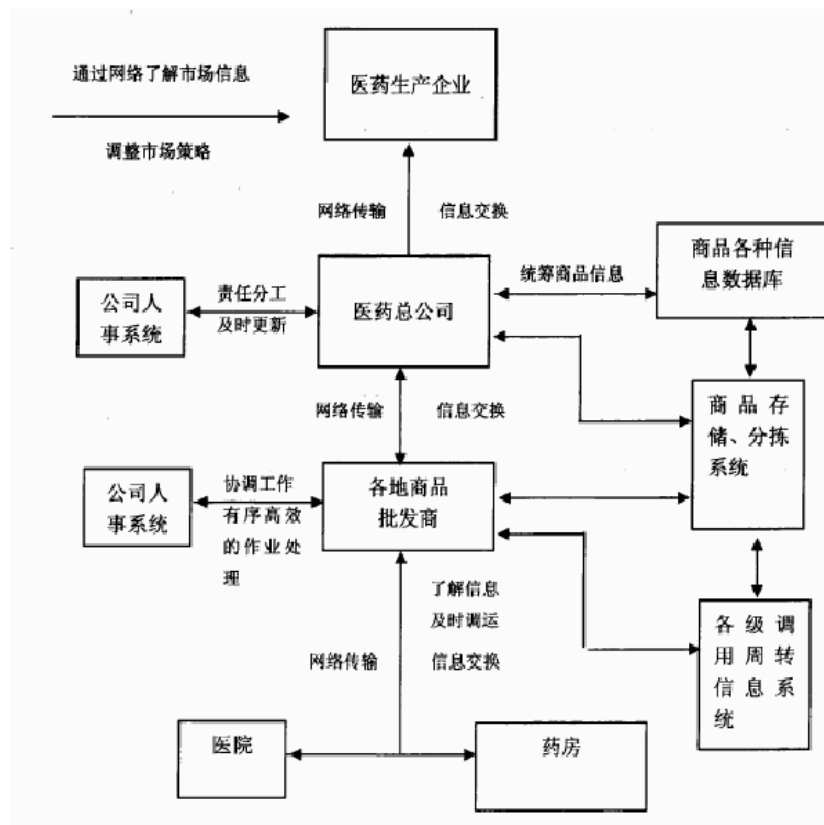 通过网络了解市场信息
调整市场策略
医药生产企业
网络传输
信息交换
公司人
事系统
责任分工
及时更新
医药总公司
统筹商品信息
商品各种信
息数据库
网络传输
信息交换
商品存
储、分拣
系统
公司人
事系统
协调工作
有序高效
的作业处
理
各地商品
批发商
了解信息
及时调运
网络传输
信息交换
各级调
用周转
信息系
统
医院
药房